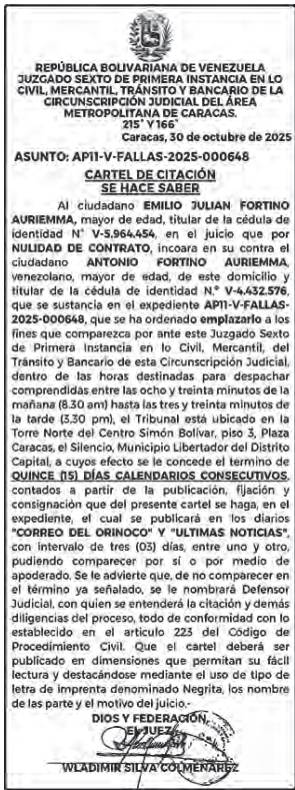 REPÚBLICA BOLIVARIANA DE VENEZUELA
JUZGADO SEXTO DE PRIMERA INSTANCIA EN LO
CIVIL, MERCANTIL, TRÁNSITO Y BANCARIO DE LA
CIRCUNSCRIPCIÓN JUDICIAL DEL ÁREA
METROPOLITANA DE CARACAS.
215° Y 166°
Caracas, 30 de octubre de 2025
ASUNTO: AP11-V-FALLAS-2025-000648
CARTEL DE CITACIÓN
SE HACE SABER
Al ciudadano EMILIO JULIAN FORTINO
AURIEMMA, mayor de edad, titular de la cédula de
identidad N° V-5,964.454, en el juicio que por
NULIDAD DE CONTRATO, incoara en su contra el
ciudadano ANTONIO FORTINO AURIEMMA,
venezolano, mayor de edad, de este domicilio y
titular de la cédula de identidad N.° V-4.432.576,
que se sustancia en el expediente AP11-V-FALLAS-
2025-000648, que se ha ordenado emplazarlo a los
fines que comparezca por ante este Juzgado Sexto
de Primera Instancia en lo Civil, Mercantil, del
Tránsito y Bancario de esta Circunscripción Judicial,
dentro de las horas destinadas para despachar
comprendidas entre las ocho y treinta minutos de la
mañana (8.30 am) hasta las tres y treinta minutos de
la tarde (3,30 pm), el Tribunal está ubicado en la
Torre Norte del Centro Simón Bolívar, piso 3, Plaza
Caracas, el Silencio, Municipio Libertador del Distrito
Capital, a cuyos efecto se le concede el termino de
QUINCE (15) DÍAS CALENDARIOS CONSECUTIVOS,
contados a partir de la publicación, fijación y
consignación que del presente cartel se haga, en el
expediente, el cual se publicará en los diarios
"CORREO DEL ORINOCO" Y "ULTIMAS NOTICIAS",
con intervalo de tres (03) días, entre uno y otro,
pudiendo comparecer por sí o por medio de
apoderado. Se le advierte que, de no comparecer en
el término ya señalado, se le nombrará Defensor
Judicial, con quien se entenderá la citación y demás
diligencias del proceso, todo de conformidad con lo
establecido en el articulo 223 del Código de
Procedimiento Civil. Que el cartel deberá ser
publicado en dimensiones que permitan su fácil
lectura y destacándose mediante el uso de tipo de
letra de imprenta denominado Negrita, los nombre
de las parte y el motivo del juicio.-
DIOS Y FEDERACIÓN,
EL JUEZ,
WLADIMIR SILVA COLMENAREZ